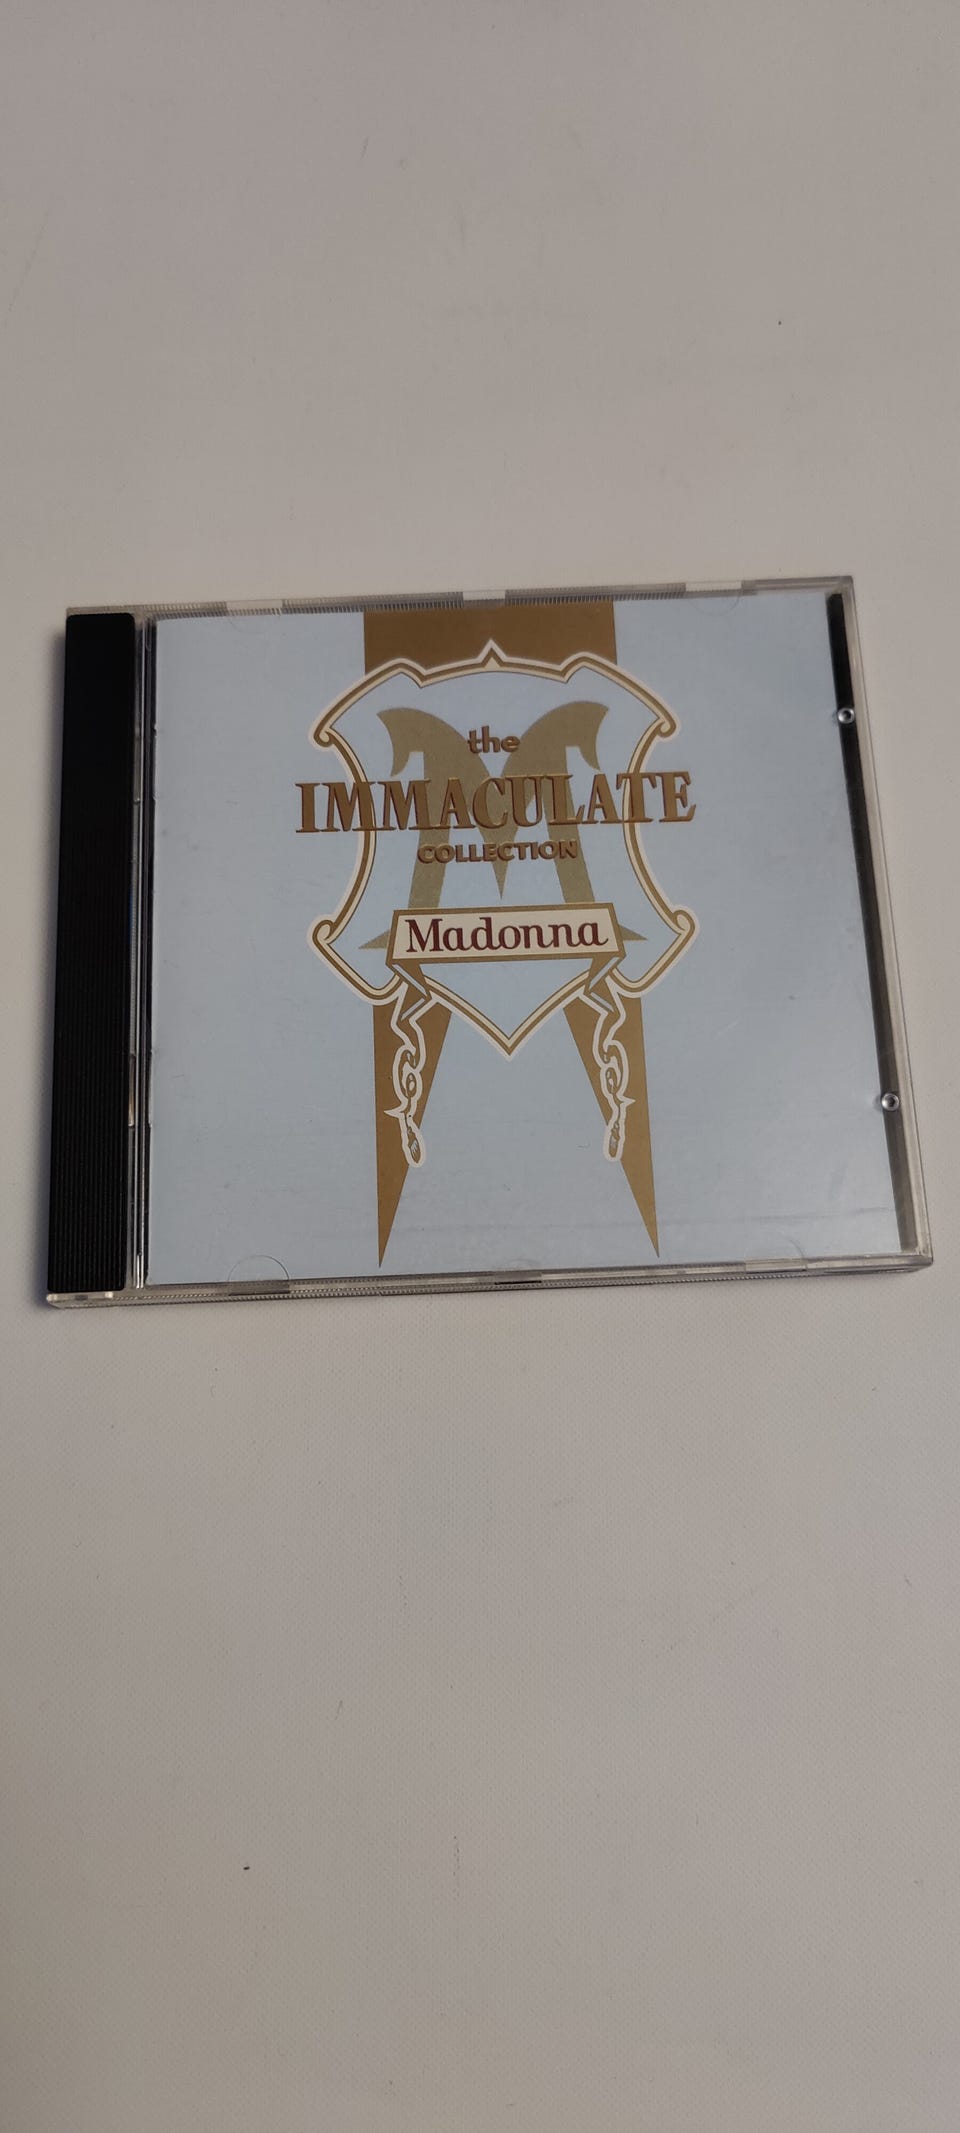 the
IMMACULATE
COLLECTION
Madonna